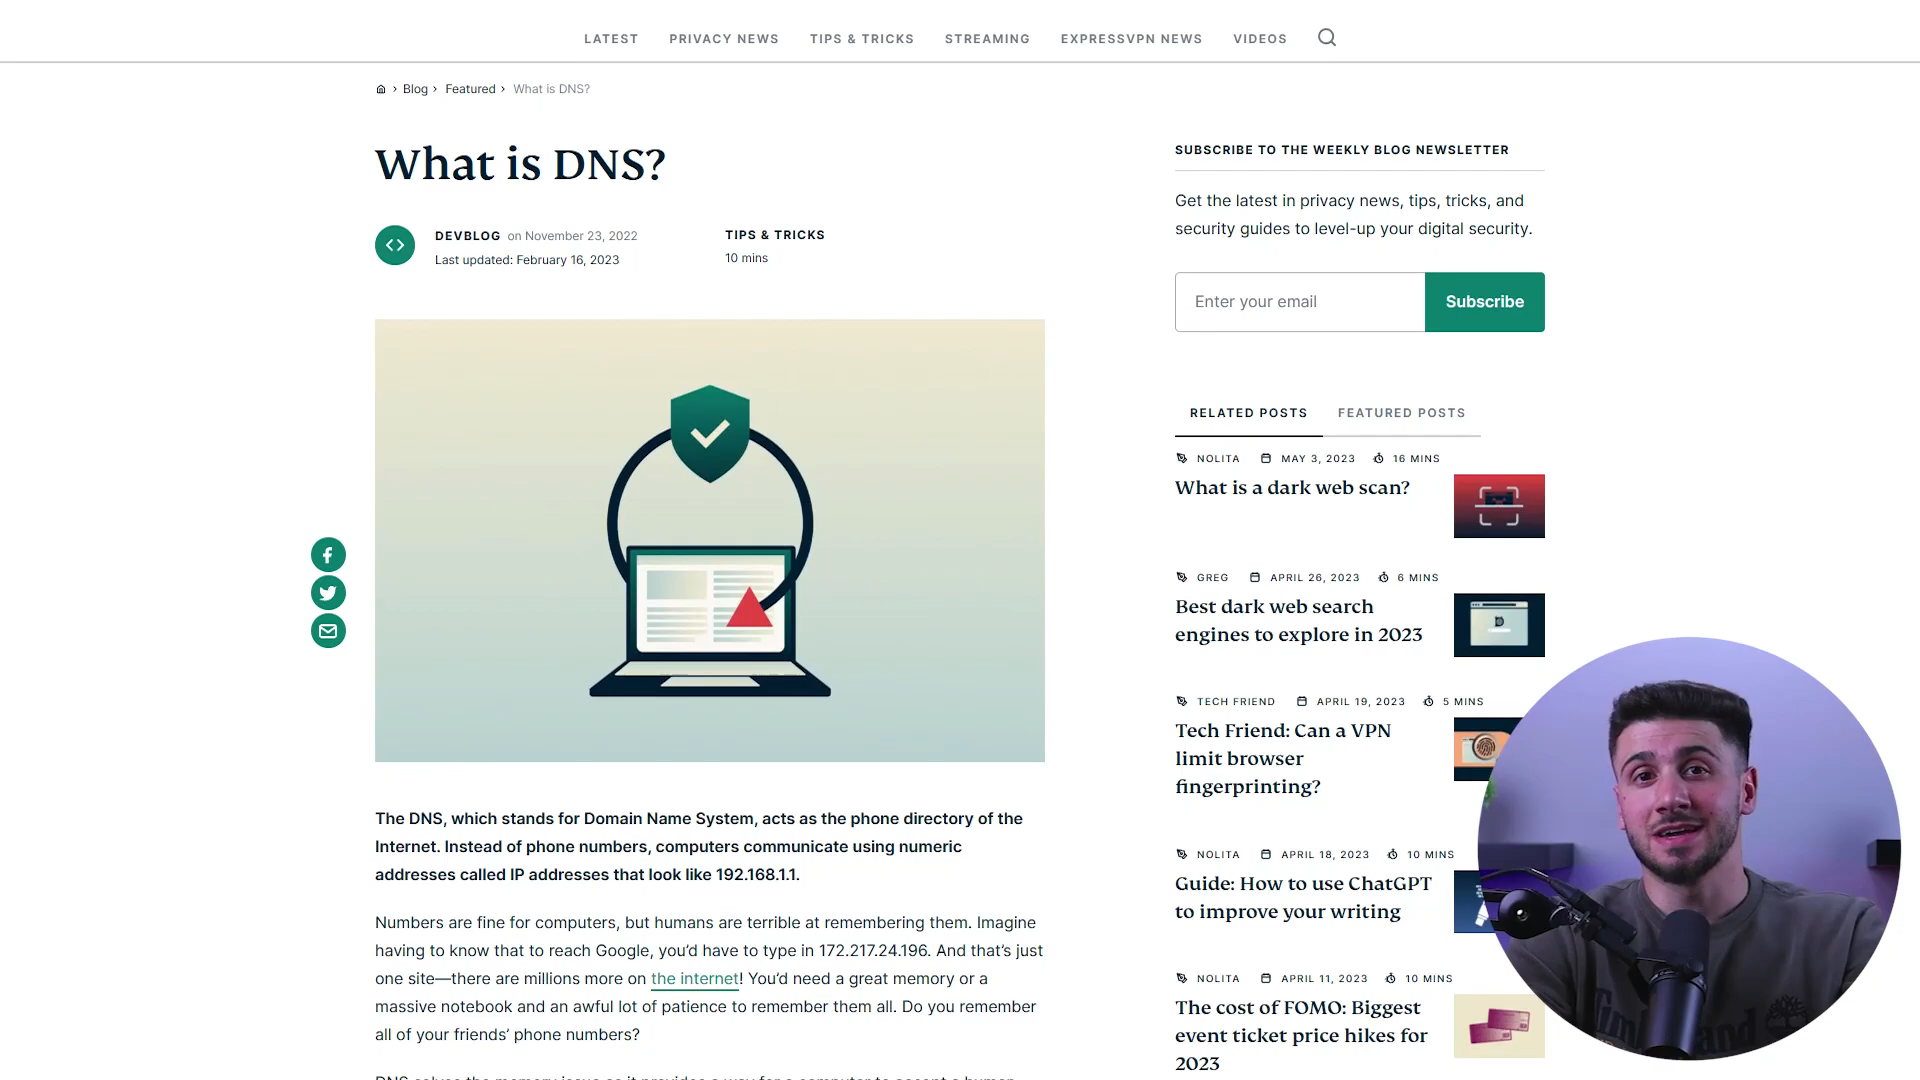 LATEST
PRIVACY NEWS
TIPS & TRICKS
STREAMING
EXPRESSVPN NEWS
VIDEOS
Blog › Featured › What is DNS?
What is DNS?
DEVBLOG on November 23, 2022
Last updated: February 16, 2023
TIPS & TRICKS
10 mins
The DNS, which stands for Domain Name System, acts as the phone directory of the
Internet. Instead of phone numbers, computers communicate using numeric
addresses called IP addresses that look like 192.168.1.1.
Numbers are fine for computers, but humans are terrible at remembering them. Imagine
having to know that to reach Google, you’d have to type in 172.217.24.196. And that’s just
one site—there are millions more on the internet! You’d need a great memory or a
massive notebook and an awful lot of patience to remember them all. Do you remember
all of your friends’ phone numbers?
SUBSCRIBE TO THE WEEKLY BLOG NEWSLETTER
Get the latest in privacy news, tips, tricks, and
security guides to level-up your digital security.
Enter your email
Subscribe
RELATED POSTS
FEATURED POSTS
NOLITA MAY 3, 2023 16 MINS
What is a dark web scan?
GREG APRIL 26, 2023 6 MINS
Best dark web search
engines to explore in 2023
TECH FRIEND APRIL 19, 2023 5 MINS
Tech Friend: Can a VPN
limit browser
fingerprinting?
NOLITA APRIL 18, 2023 10 MINS
Guide: How to use ChatGPT
to improve your writing
NOLITA APRIL 11, 2023 10 MINS
The cost of FOMO: Biggest
event ticket price hikes for
2023